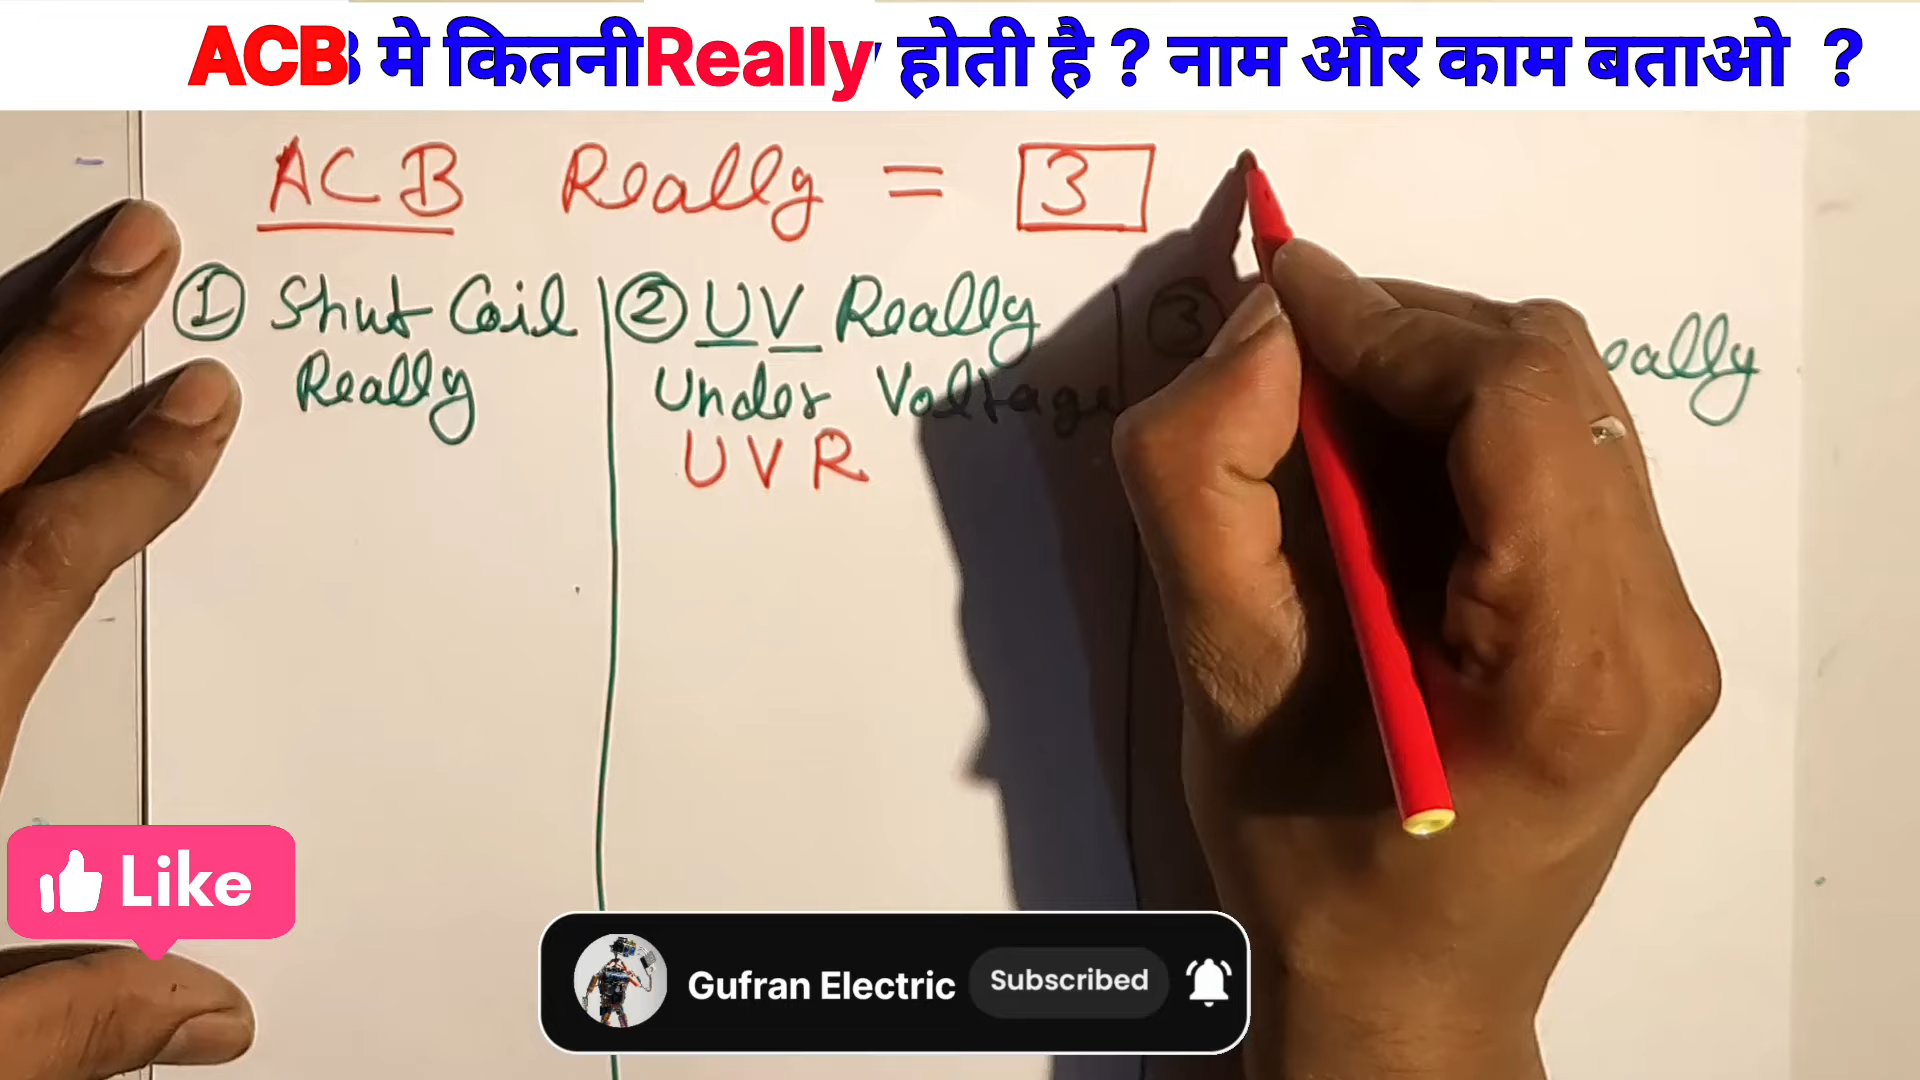 ACB मे कितनी Really होती है ? नाम और काम बताओ ?
ACB Really = 3
① Shut Coil
Really
② UV Really
Under Voltage
UVR
③
Like
Gufran Electric Subscribed